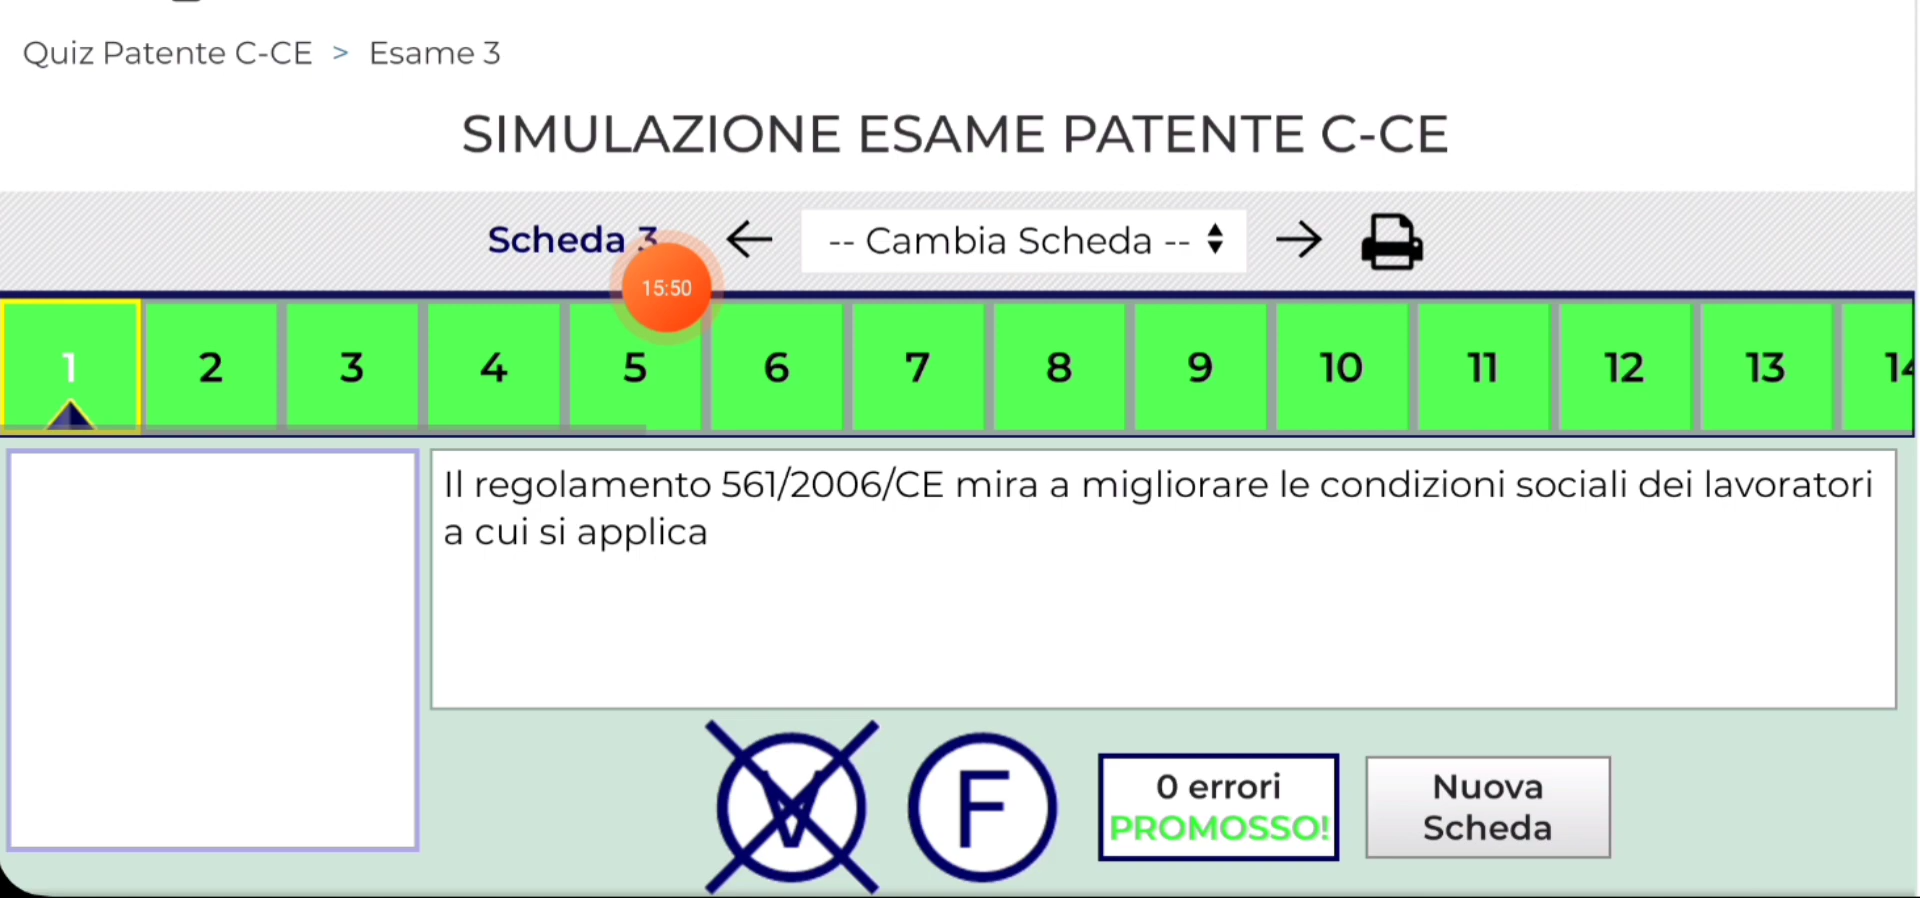 Quiz Patente C-CE > Esame 3
SIMULAZIONE ESAME PATENTE C-CE
Scheda 3
-- Cambia Scheda --
15:50
1 2 3 4 5 6 7 8 9 10 11 12 13 14
Il regolamento 561/2006/CE mira a migliorare le condizioni sociali dei lavoratori
a cui si applica
V
F
0 errori
PROMOSSO!
Nuova
Scheda